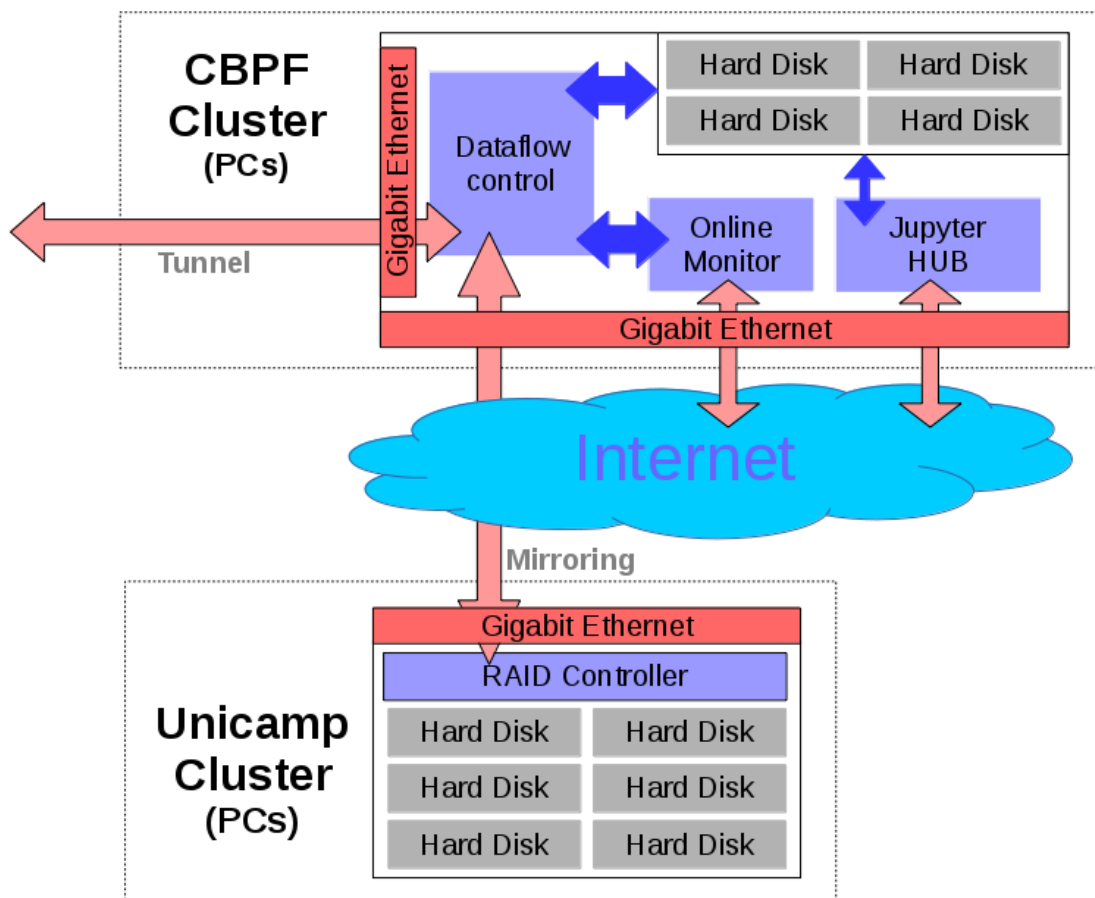 CBPF
Cluster
(PCs)
Gigabit Ethernet
Dataflow
control
Hard Disk
Hard Disk
Hard Disk
Hard Disk
Online
Monitor
Jupyter
HUB
Tunnel
Gigabit Ethernet
Internet
Mirroring
Unicamp
Cluster
(PCs)
Gigabit Ethernet
RAID Controller
Hard Disk
Hard Disk
Hard Disk
Hard Disk
Hard Disk
Hard Disk